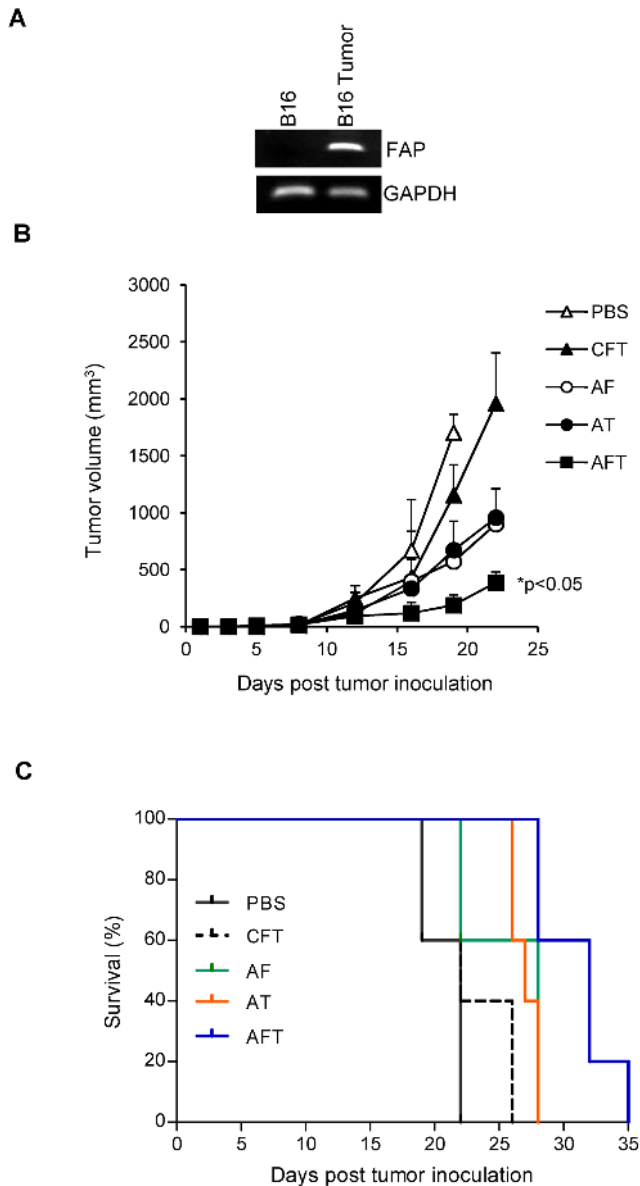 A
B16
B16 Tumor
FAP
GAPDH
B
3000
2500
2000
1500
1000
500
0
Tumor volume (mm³)
0 5 10 15 20 25
Days post tumor inoculation
PBS
CFT
AF
AT
AFT
*p<0.05
C
100
80
60
40
20
0
Survival (%)
PBS
CFT
AF
AT
AFT
0 5 10 15 20 25 30 35
Days post tumor inoculation